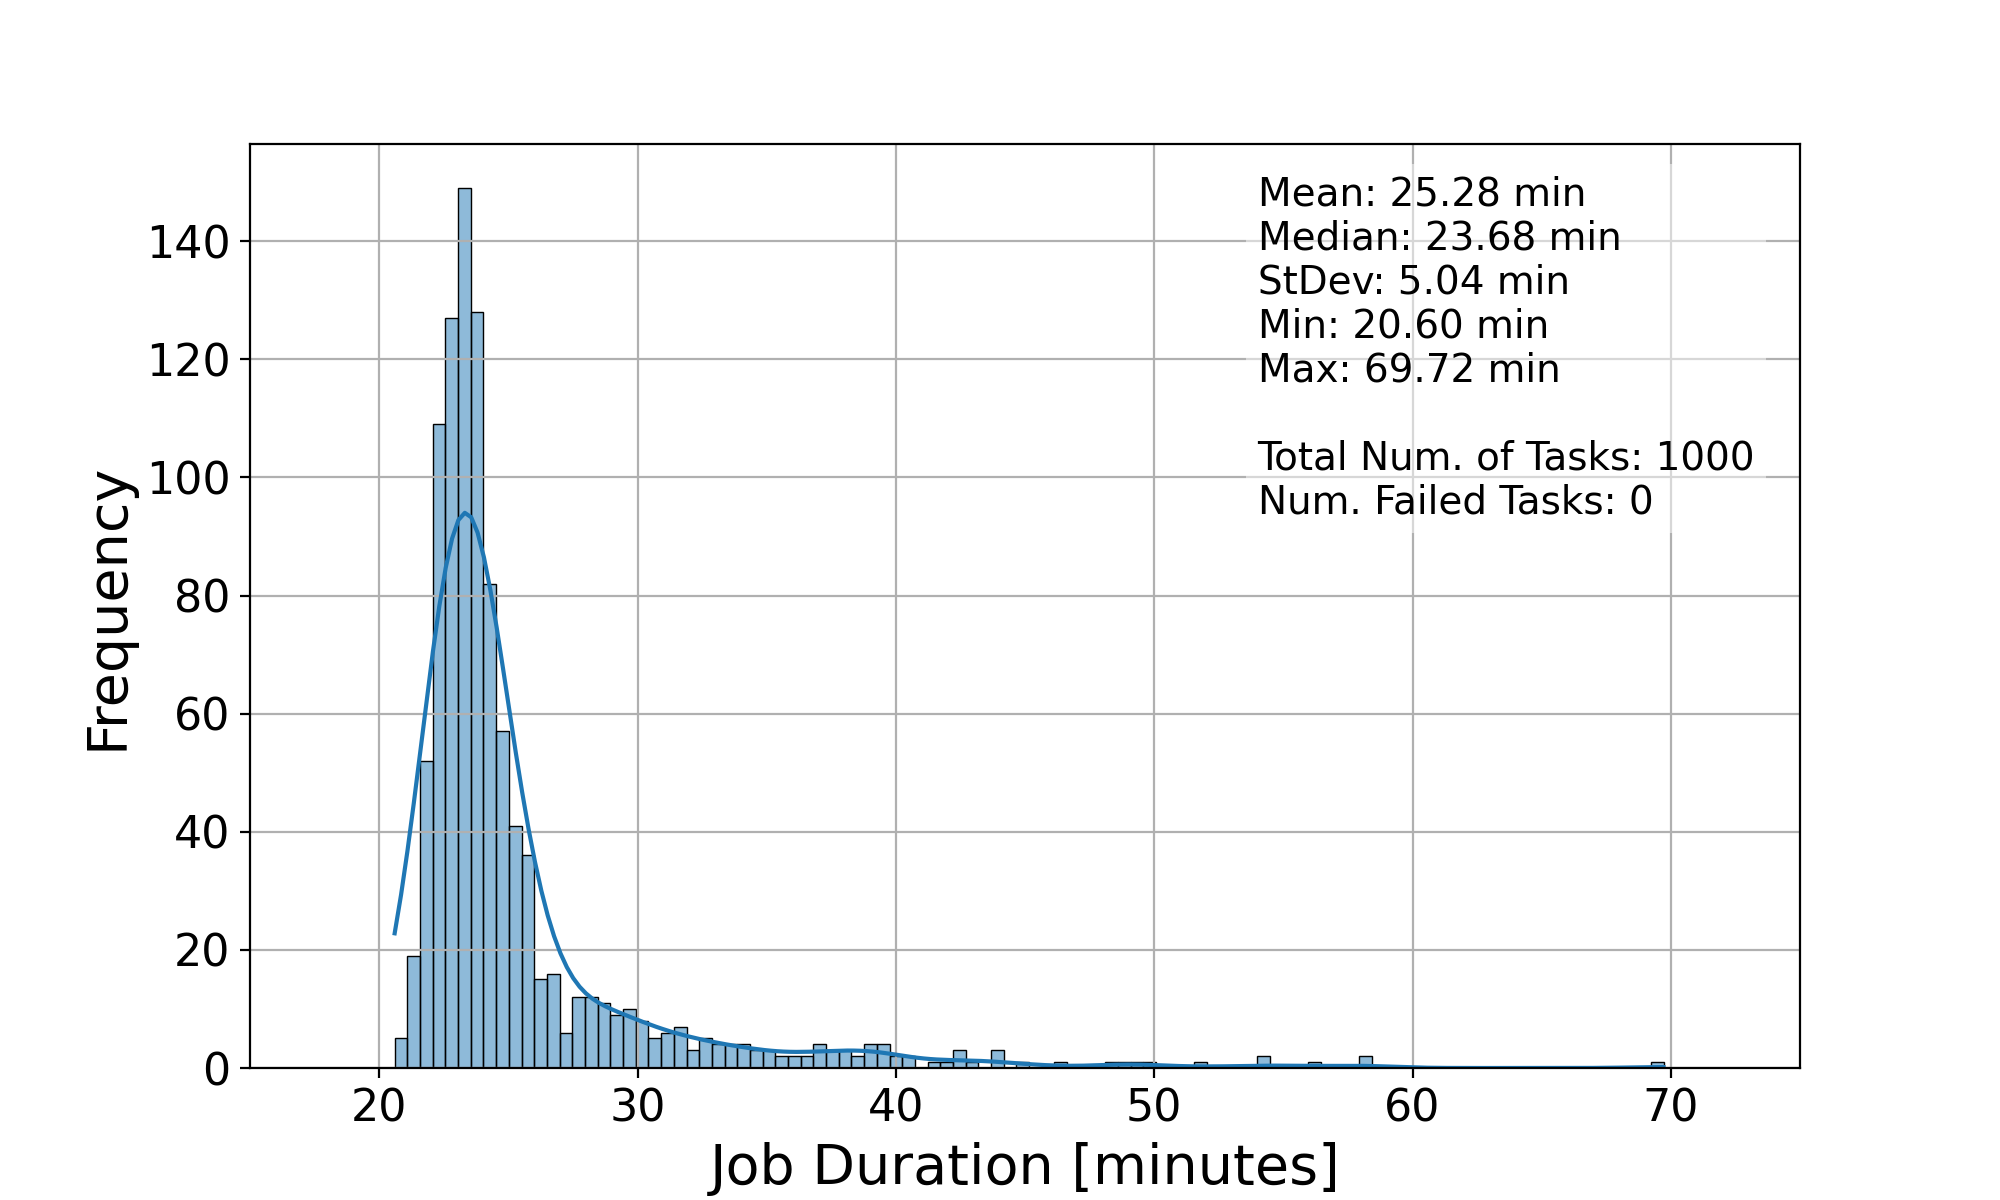 Mean: 25.28 min
Median: 23.68 min
StDev: 5.04 min
Min: 20.60 min
Max: 69.72 min
Total Num. of Tasks: 1000
Num. Failed Tasks: 0
Frequency
140
120
100
80
60
40
20
0
20 30 40 50 60 70
Job Duration [minutes]